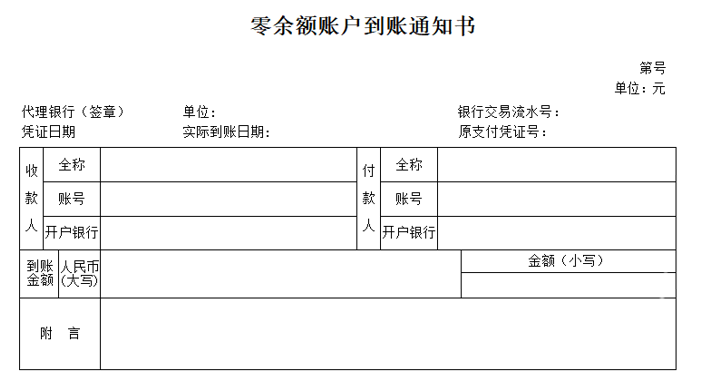 零余额账户到账通知书
第号
单位：元
代理银行（签章） 单位： 银行交易流水号：
凭证日期 实际到账日期： 原支付凭证号：
收款人 全称 付款人 全称
账号 账号
开户银行 开户银行
到账金额 人民币(大写) 金额（小写）
附 言